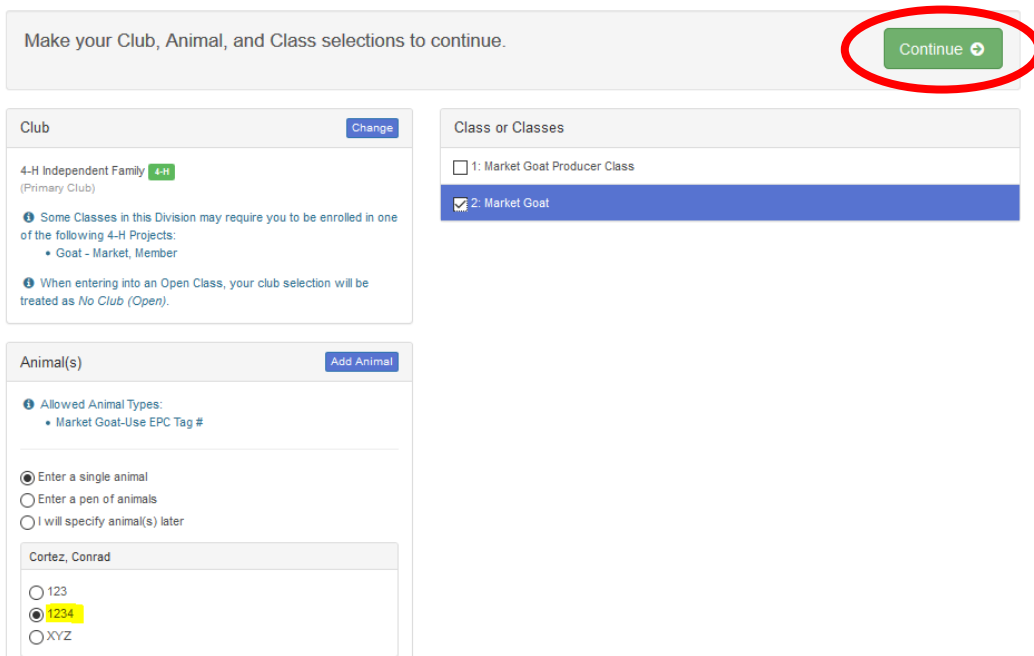 Make your Club, Animal, and Class selections to continue.
Continue
Club
Change
4-H Independent Family 4-H
(Primary Club)
Some Classes in this Division may require you to be enrolled in one
of the following 4-H Projects:
• Goat - Market, Member
When entering into an Open Class, your club selection will be
treated as No Club (Open).
Class or Classes
1: Market Goat Producer Class
2: Market Goat
Animal(s)
Add Animal
Allowed Animal Types:
• Market Goat-Use EPC Tag #
Enter a single animal
Enter a pen of animals
I will specify animal(s) later
Cortez, Conrad
123
1234
XYZ